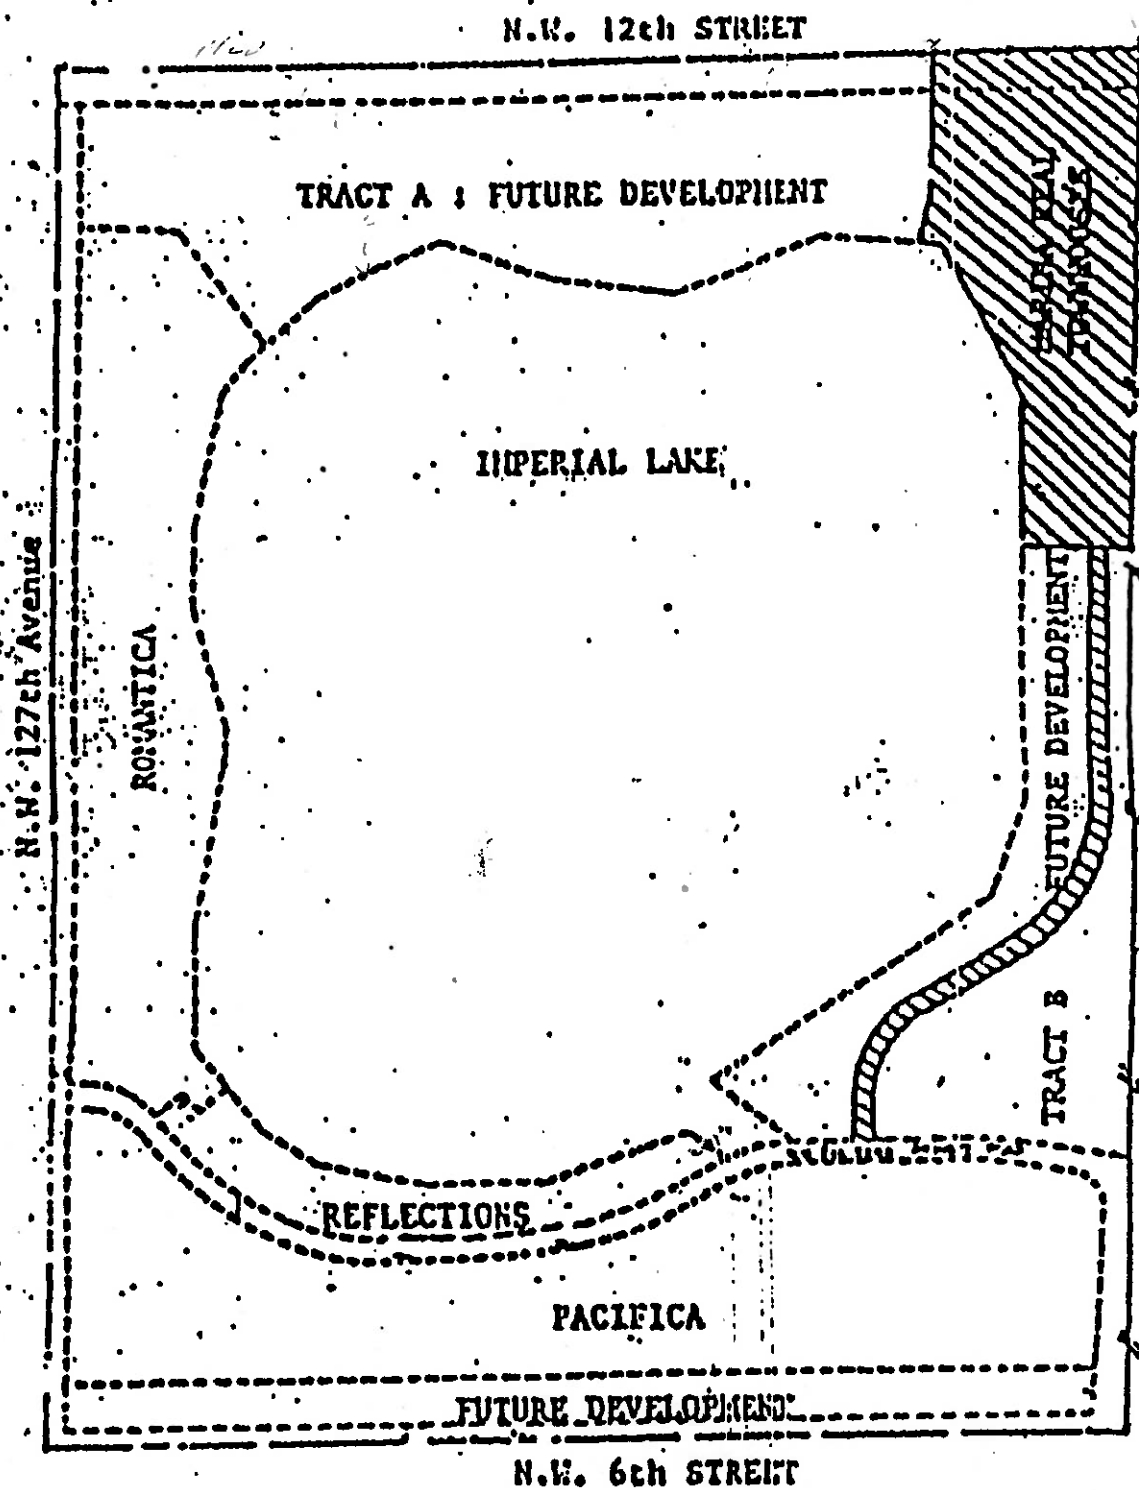 N.W. 12th STREET
TRACT A : FUTURE DEVELOPMENT
TOWNHOUSES
IMPERIAL LAKE
N.W. 127th Avenue
ROMANTICA
FUTURE DEVELOPMENT
TRACT B
REFLECTIONS
PACIFICA
FUTURE DEVELOPMENT
N.W. 6th STREET